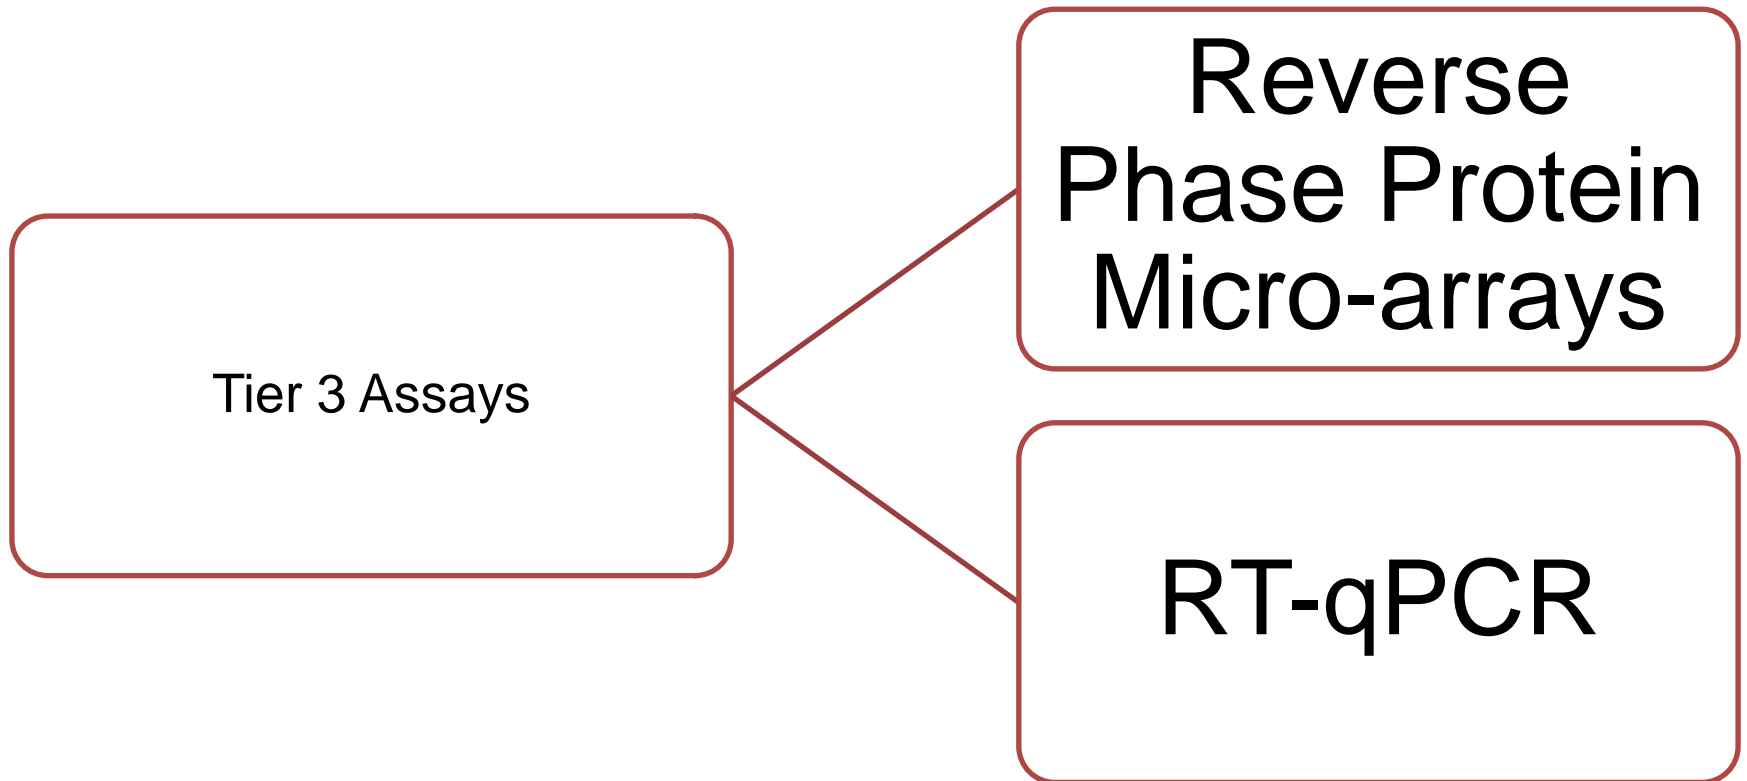 Tier 3 Assays
Reverse
Phase Protein
Micro-arrays
RT-qPCR